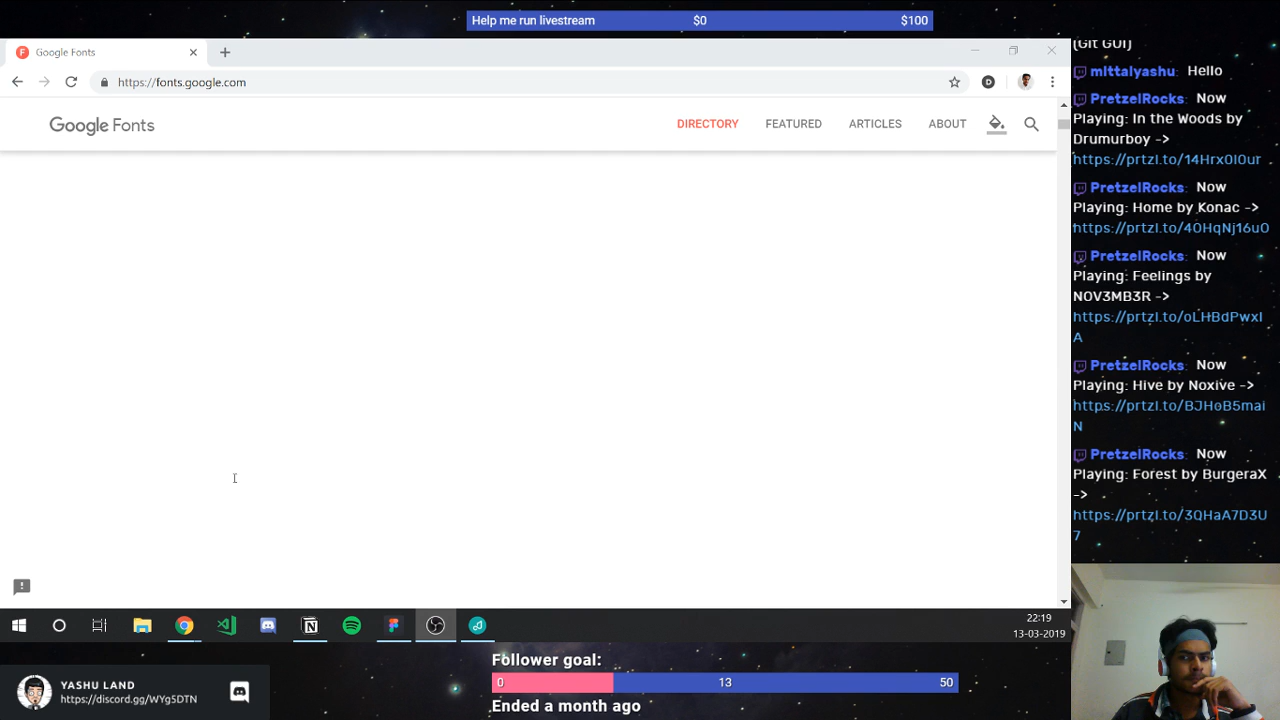 Help me run livestream $0 $100
Google Fonts
https://fonts.google.com
Google Fonts
DIRECTORY FEATURED ARTICLES ABOUT
22:19
13-03-2019
(Git GUI)
mittalyashu: Hello
PretzelRocks: Now
Playing: In the Woods by
Drumurboy ->
https://prtzl.to/14Hrx0l0ur
PretzelRocks: Now
Playing: Home by Konac ->
https://prtzl.to/4OHqNj16uO
PretzelRocks: Now
Playing: Feelings by
NOV3MB3R ->
https://prtzl.to/oLHBdPwxI
A
PretzelRocks: Now
Playing: Hive by Noxive ->
https://prtzl.to/BJHoB5mai
N
PretzelRocks: Now
Playing: Forest by BurgeraX
->
https://prtzl.to/3QHaA7D3U
7
YASHU LAND
https://discord.gg/WYg5DTN
Follower goal:
0 13 50
Ended a month ago